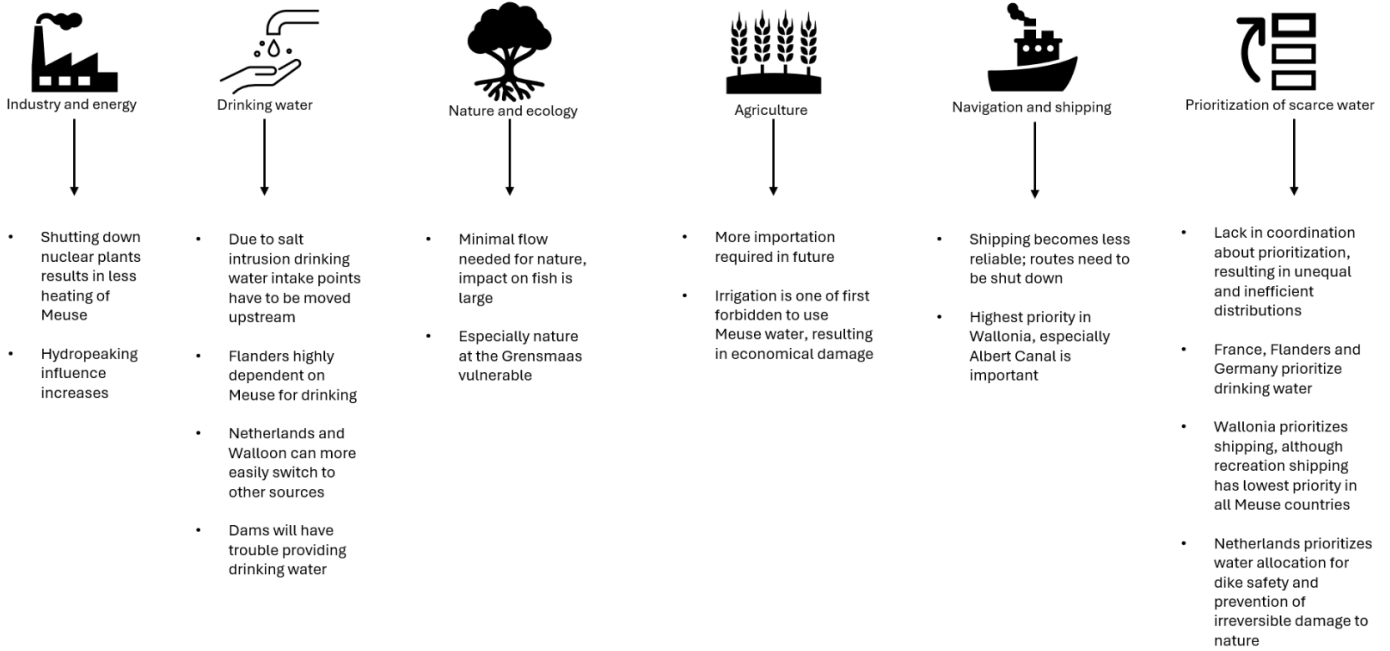 Industry and energy
Drinking water
Nature and ecology
Agriculture
Navigation and shipping
Prioritization of scarce water
• Shutting down
nuclear plants
results in less
heating of
Meuse
• Hydropeaking
influence
increases
• Due to salt
intrusion drinking
water intake points
have to be moved
upstream
• Flanders highly
dependent on
Meuse for drinking
• Netherlands and
Walloon can more
easily switch to
other sources
• Dams will have
trouble providing
drinking water
• Minimal flow
needed for nature,
impact on fish is
large
• Especially nature
at the Grensmaas
vulnerable
• More importation
required in future
• Irrigation is one of first
forbidden to use
Meuse water, resulting
in economical damage
• Shipping becomes less
reliable; routes need to
be shut down
• Highest priority in
Wallonia, especially
Albert Canal is
important
• Lack in coordination
about prioritization,
resulting in unequal
and inefficient
distributions
• France, Flanders and
Germany prioritize
drinking water
• Wallonia prioritizes
shipping, although
recreation shipping
has lowest priority in
all Meuse countries
• Netherlands prioritizes
water allocation for
dike safety and
prevention of
irreversible damage to
nature